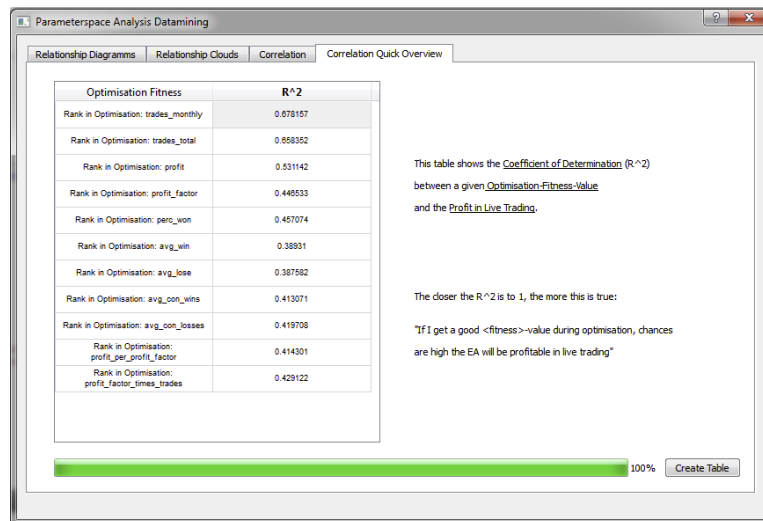 Parameterspace Analysis Datamining
Relationship Diagramms
Relationship Clouds
Correlation
Correlation Quick Overview
Optimisation Fitness R^2
Rank in Optimisation: trades_monthly 0.678157
Rank in Optimisation: trades_total 0.658352
Rank in Optimisation: profit 0.531142
Rank in Optimisation: profit_factor 0.446533
Rank in Optimisation: perc_won 0.457074
Rank in Optimisation: avg_win 0.38931
Rank in Optimisation: avg_lose 0.387582
Rank in Optimisation: avg_con_wins 0.413071
Rank in Optimisation: avg_con_losses 0.419708
Rank in Optimisation:
profit_per_profit_factor 0.414301
Rank in Optimisation:
profit_factor_times_trades 0.429122
This table shows the Coefficient of Determination (R^2)
between a given Optimisation-Fitness-Value
and the Profit in Live Trading.
The closer the R^2 is to 1, the more this is true:
"If I get a good <fitness>-value during optimisation, chances
are high the EA will be profitable in live trading"
100%
Create Table